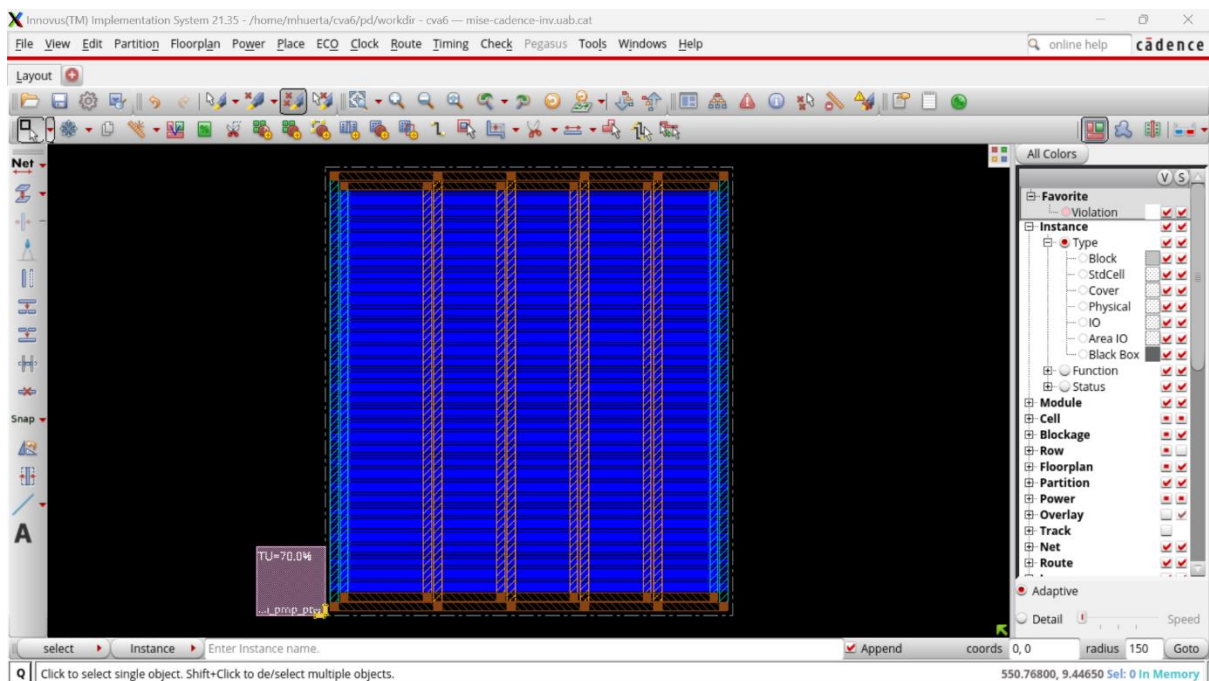 Innovus(TM) Implementation System 21.35 - /home/mhuerta/cva6/pd/workdir - cva6 — mise-cadence-inv.uab.cat
File View Edit Partition Floorplan Power Place ECO Clock Route Timing Check Pegasus Tools Windows Help
online help
cādence
Layout
Net
Snap
A
TU=70.0%
All Colors
V S
Favorite
Violation
Instance
Type
Block
StdCell
Cover
Physical
IO
Area IO
Black Box
Function
Status
Module
Cell
Blockage
Row
Floorplan
Partition
Power
Overlay
Track
Net
Route
Adaptive
Detail
Speed
select Instance Enter Instance name. Append coords 0, 0 radius 150 Goto
Q Click to select single object. Shift+Click to de/select multiple objects. 550.76800, 9.44650 Sel: 0 In Memory